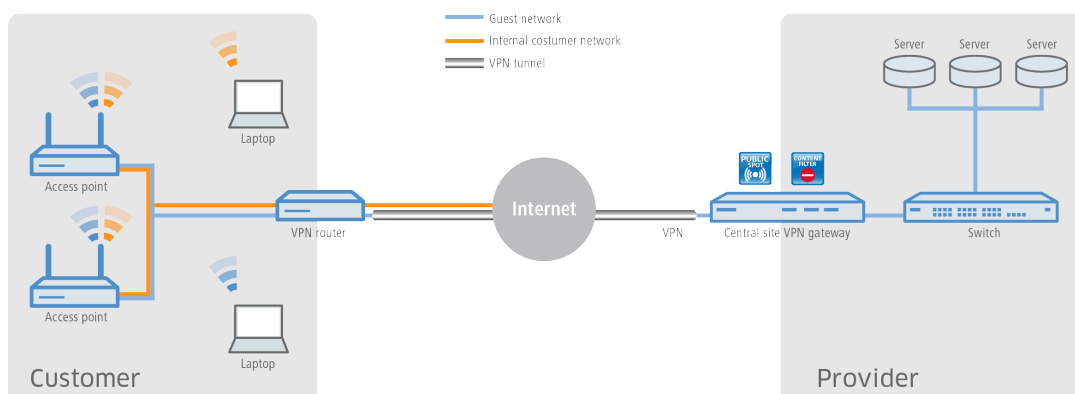 Guest network
Internal costumer network
VPN tunnel
Server
Server
Server
Laptop
PUBLIC
SPOT
CONTENT
FILTER
Access point
Internet
VPN router
VPN
Central site VPN gateway
Switch
Access point
Laptop
Customer
Provider